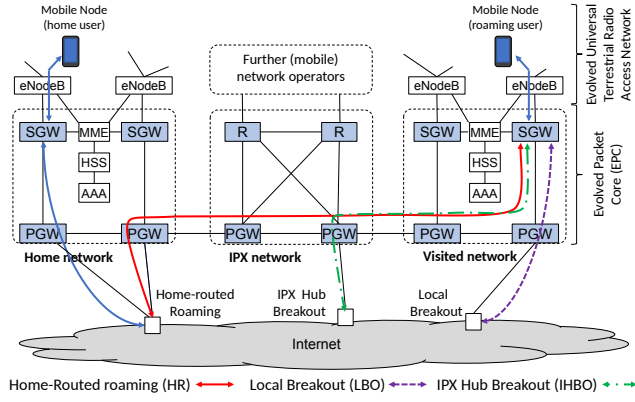 Mobile Node
(home user)
Mobile Node
(roaming user)
Evolved Universal
Terrestrial Radio
Access Network
Further (mobile)
network operators
eNodeB
eNodeB
eNodeB
eNodeB
SGW
MME
SGW
R
R
SGW
MME
SGW
HSS
HSS
AAA
AAA
Evolved Packet
Core (EPC)
PGW
PGW
PGW
PGW
PGW
PGW
Home network
IPX network
Visited network
Home-routed
Roaming
IPX Hub
Breakout
Local
Breakout
Internet
Home-Routed roaming (HR)
Local Breakout (LBO)
IPX Hub Breakout (IHBO)